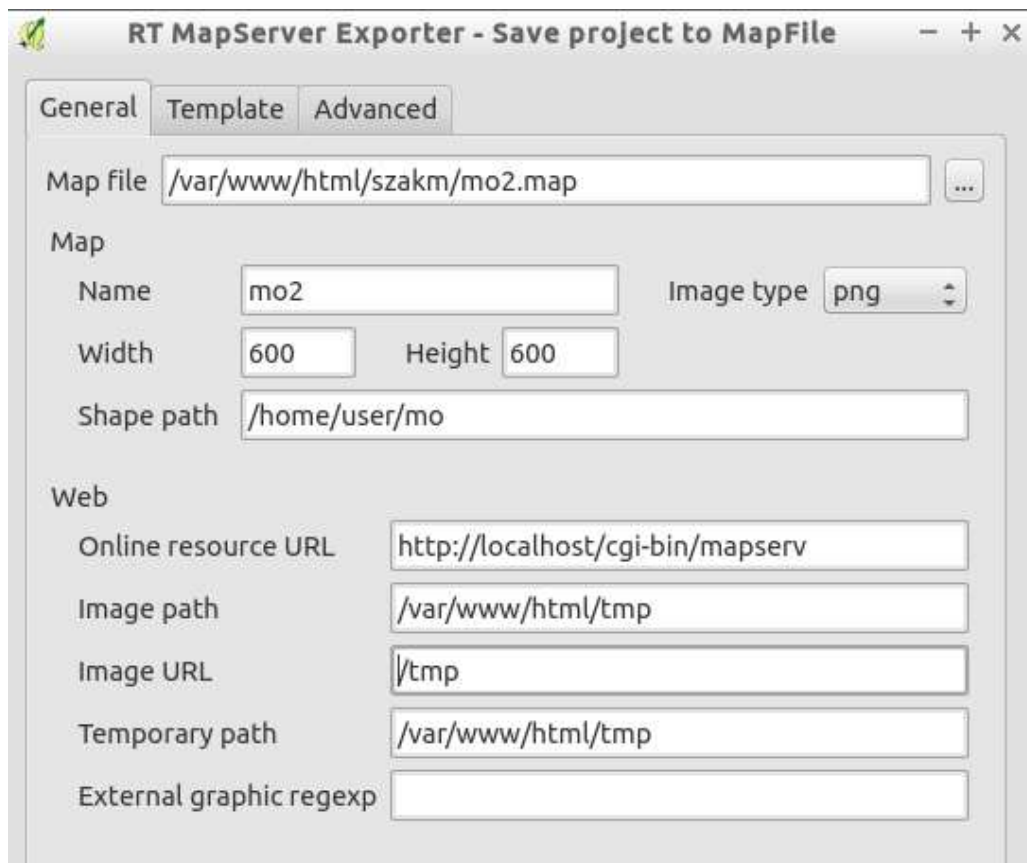 RT MapServer Exporter - Save project to MapFile
General Template Advanced
Map file /var/www/html/szakm/mo2.map ...
Map
Name mo2 Image type png
Width 600 Height 600
Shape path /home/user/mo
Web
Online resource URL http://localhost/cgi-bin/mapserv
Image path /var/www/html/tmp
Image URL /tmp
Temporary path /var/www/html/tmp
External graphic regexp